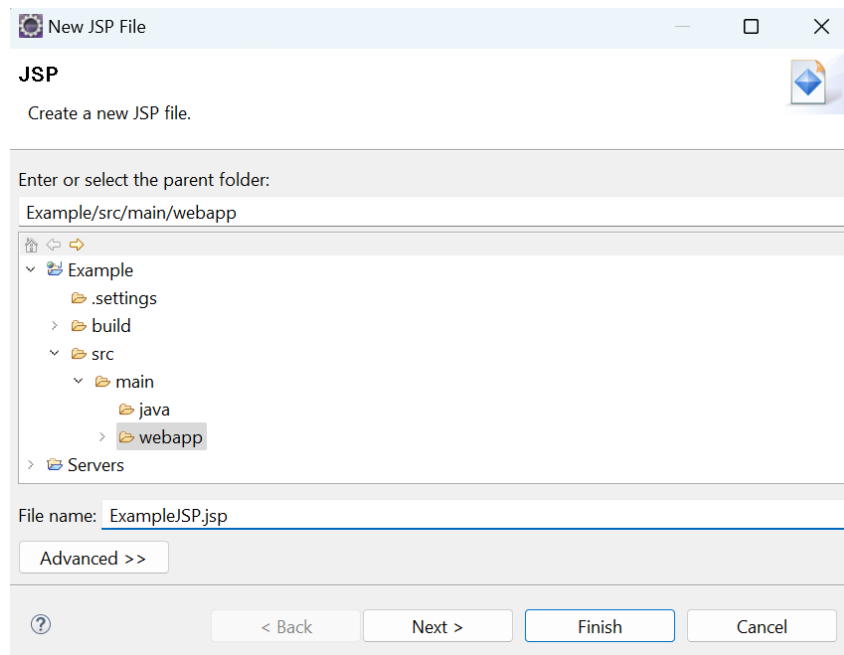 New JSP File
JSP
Create a new JSP file.
Enter or select the parent folder:
Example/src/main/webapp
Example
.settings
build
src
main
java
webapp
Servers
File name: ExampleJSP.jsp
Advanced >>
< Back Next > Finish Cancel